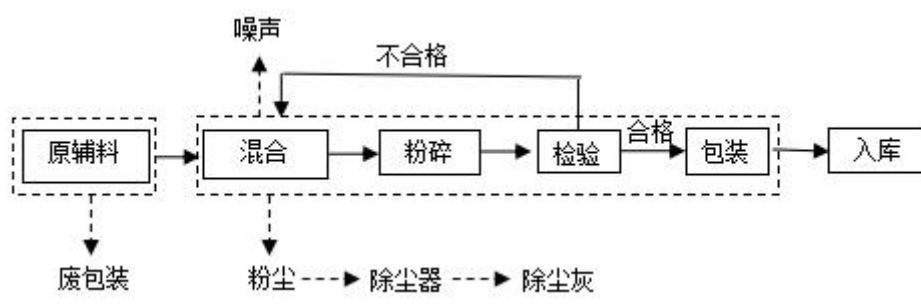 噪声
不合格
原辅料
混合
粉碎
检验
合格
包装
入库
废包装
粉尘
除尘器
除尘灰